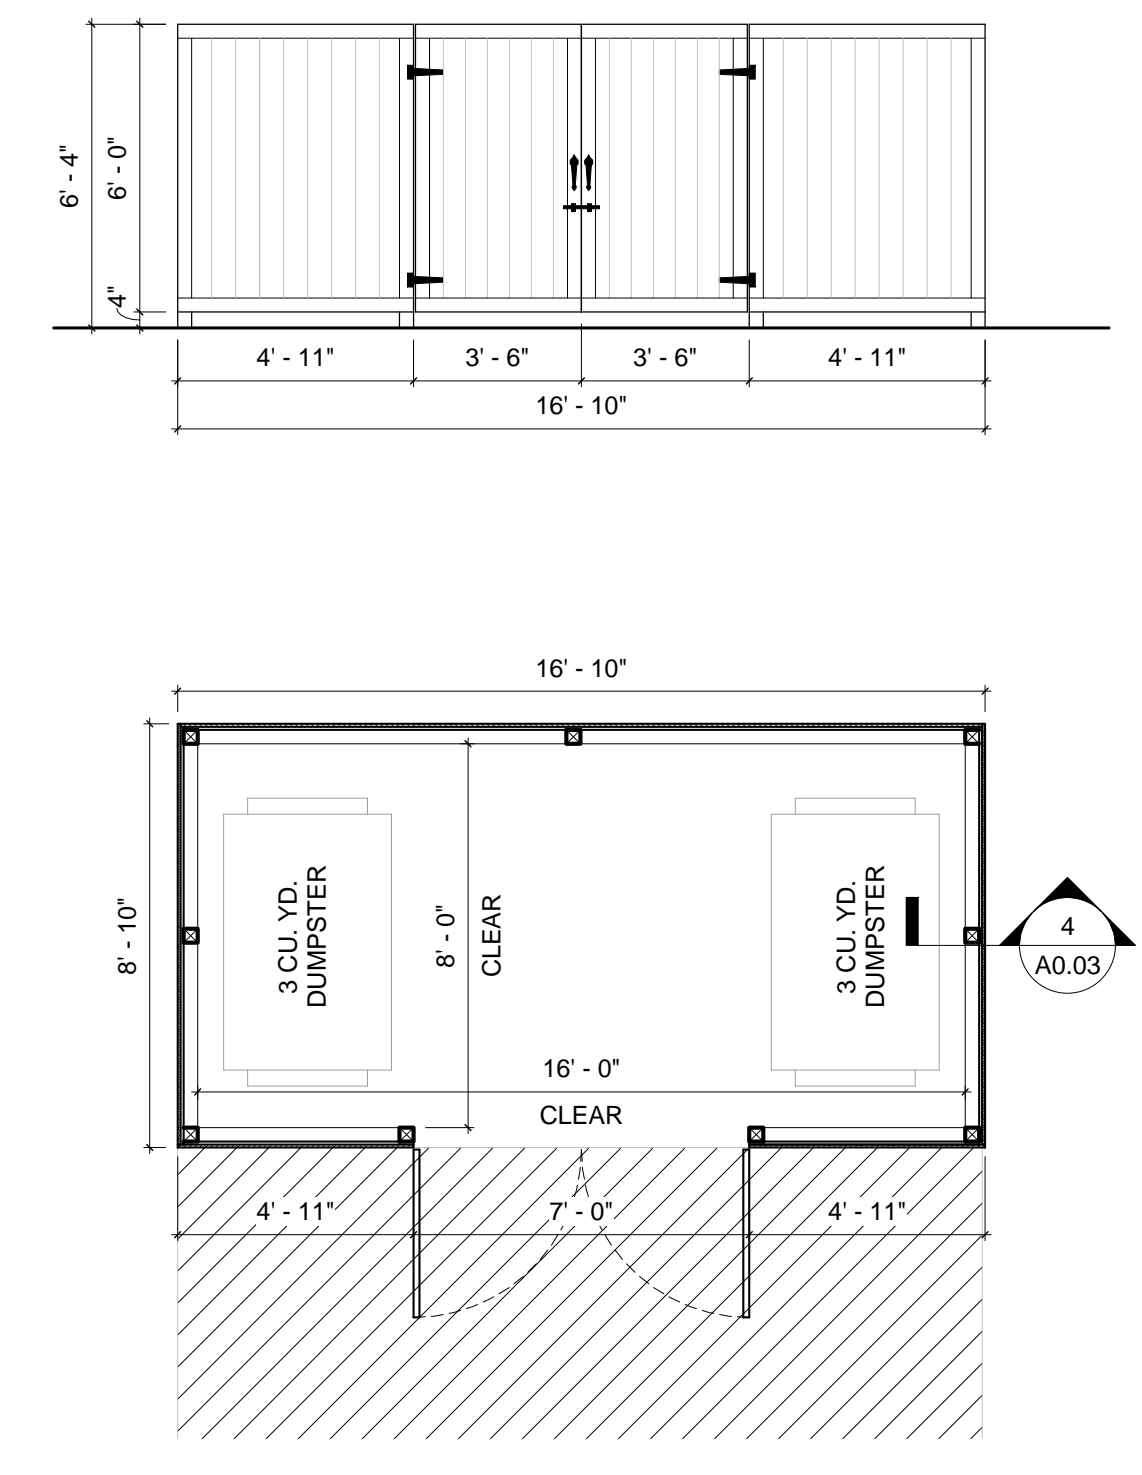 6' - 4"
6' - 0"
4"
4' - 11"
3' - 6"
3' - 6"
4' - 11"
16' - 10"
16' - 10"
8' - 10"
3 CU. YD.
DUMPSTER
8' - 0"
CLEAR
3 CU. YD.
DUMPSTER
4
A0.03
16' - 0"
CLEAR
4' - 11"
7' - 0"
4' - 11"